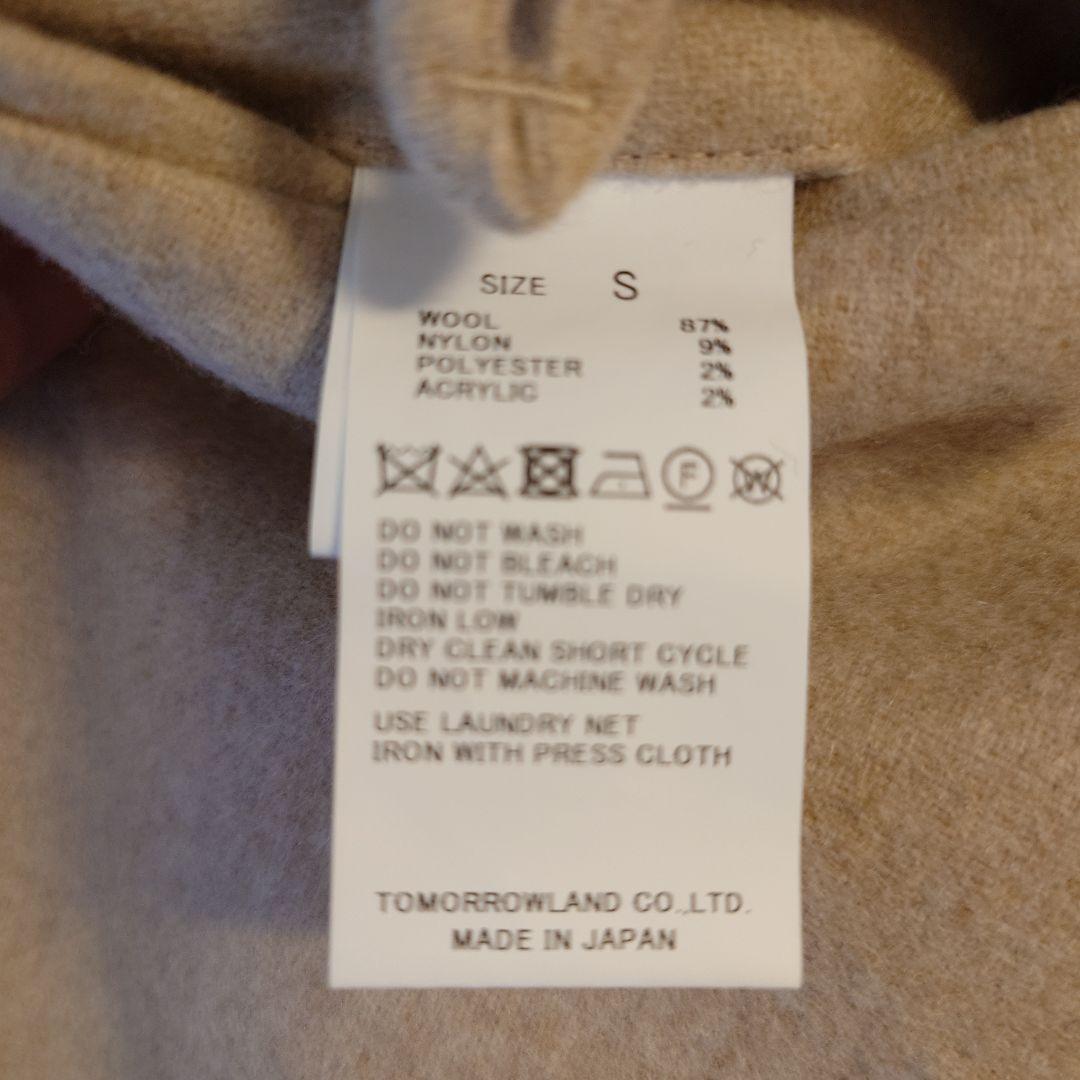 SIZE S
WOOL 87%
NYLON 9%
POLYESTER 2%
ACRYLIC 2%
F W
DO NOT WASH
DO NOT BLEACH
DO NOT TUMBLE DRY
IRON LOW
DRY CLEAN SHORT CYCLE
DO NOT MACHINE WASH
USE LAUNDRY NET
IRON WITH PRESS CLOTH
TOMORROWLAND CO.,LTD.
MADE IN JAPAN